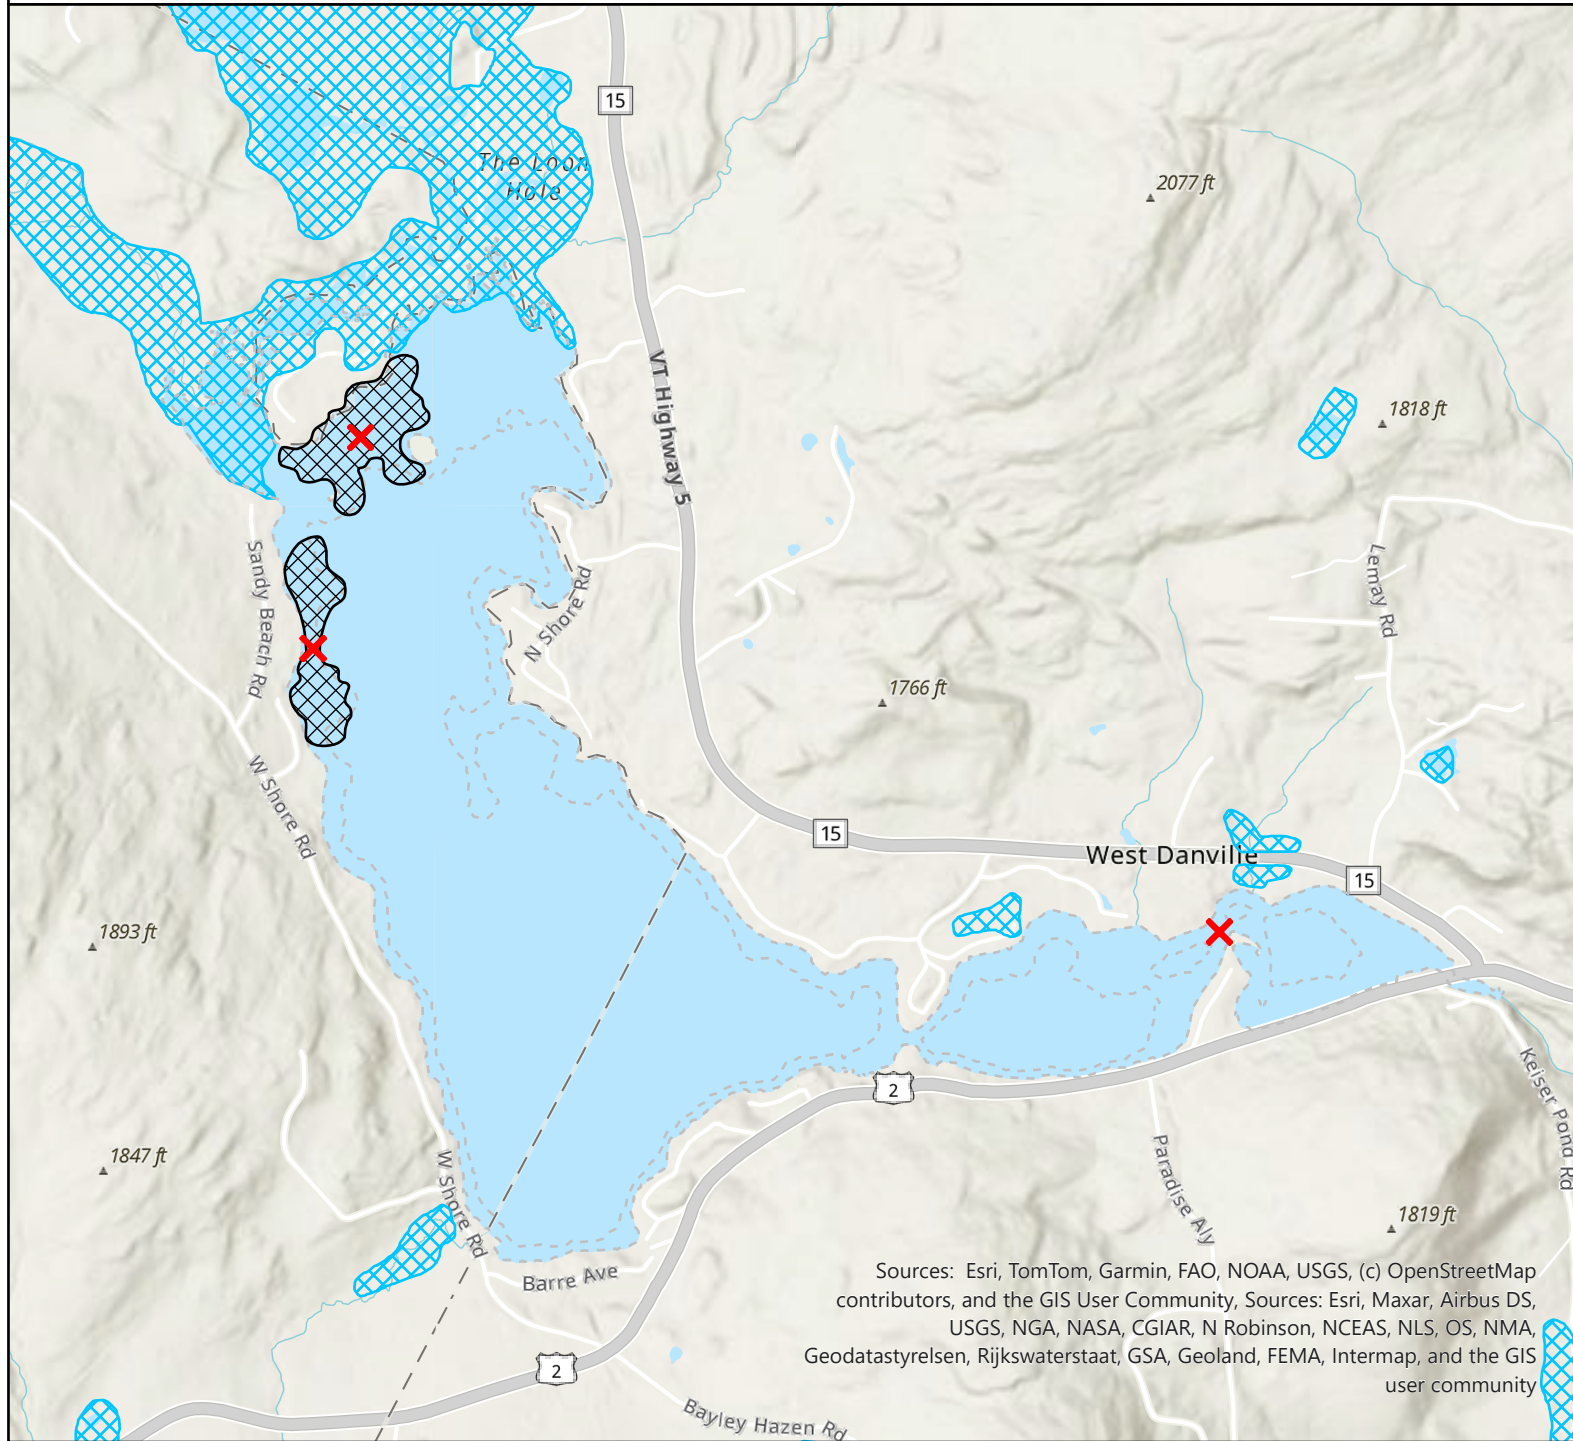 15
The Loon
Hole
2077 ft
VT Highway 5
1818 ft
Sandy Beach Rd
N Shore Rd
Lemay Rd
1766 ft
W Shore Rd
15
West Danville
15
1893 ft
2
Keiser Pond Rd
1847 ft
W Shore Rd
Paradise Aly
1819 ft
Barre Ave
Sources: Esri, TomTom, Garmin, FAO, NOAA, USGS, (c) OpenStreetMap
contributors, and the GIS User Community, Sources: Esri, Maxar, Airbus DS,
USGS, NGA, NASA, CGIAR, N Robinson, NCEAS, NLS, OS, NMA,
Geodatastyrelsen, Rijkswaterstaat, GSA, Geoland, FEMA, Intermap, and the GIS
user community
2
Bayley Hazen Rd